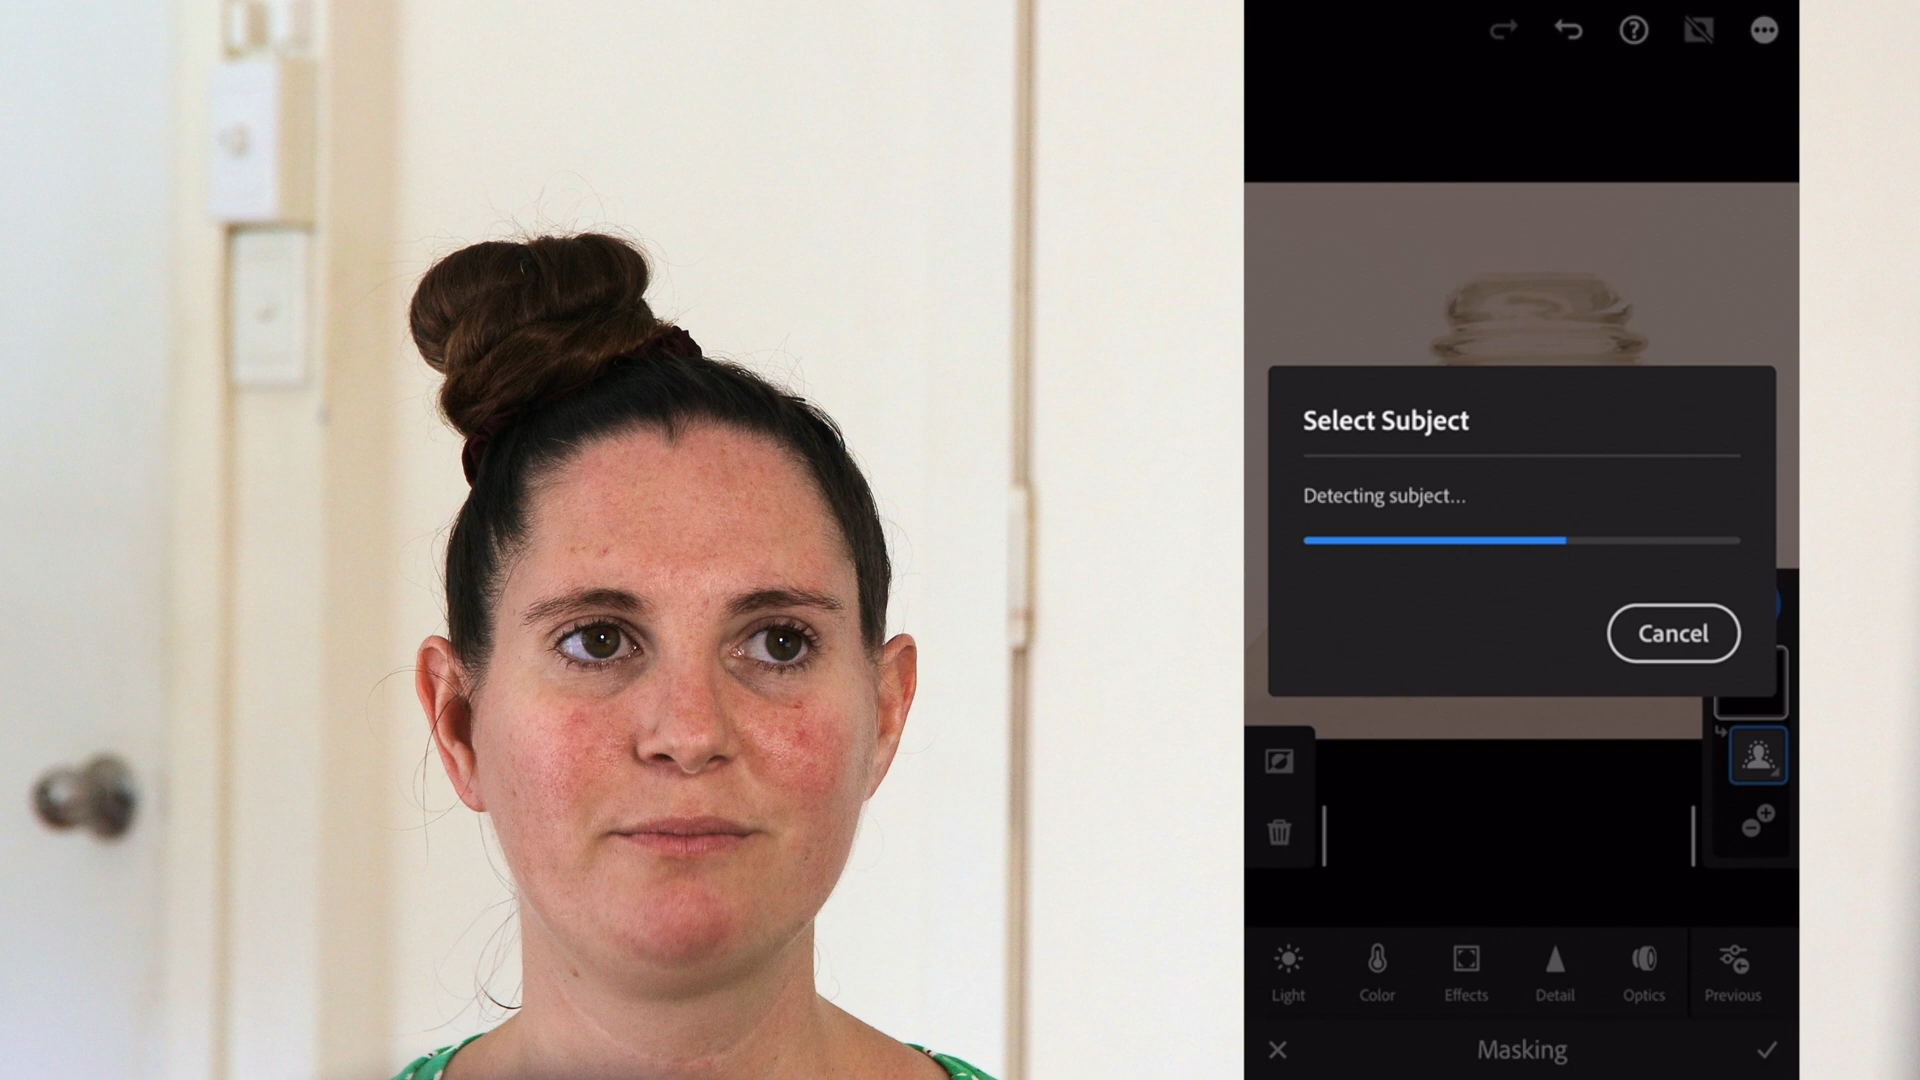 Select Subject
Detecting subject...
Cancel
Light Color Effects Detail Optics Previous
Masking